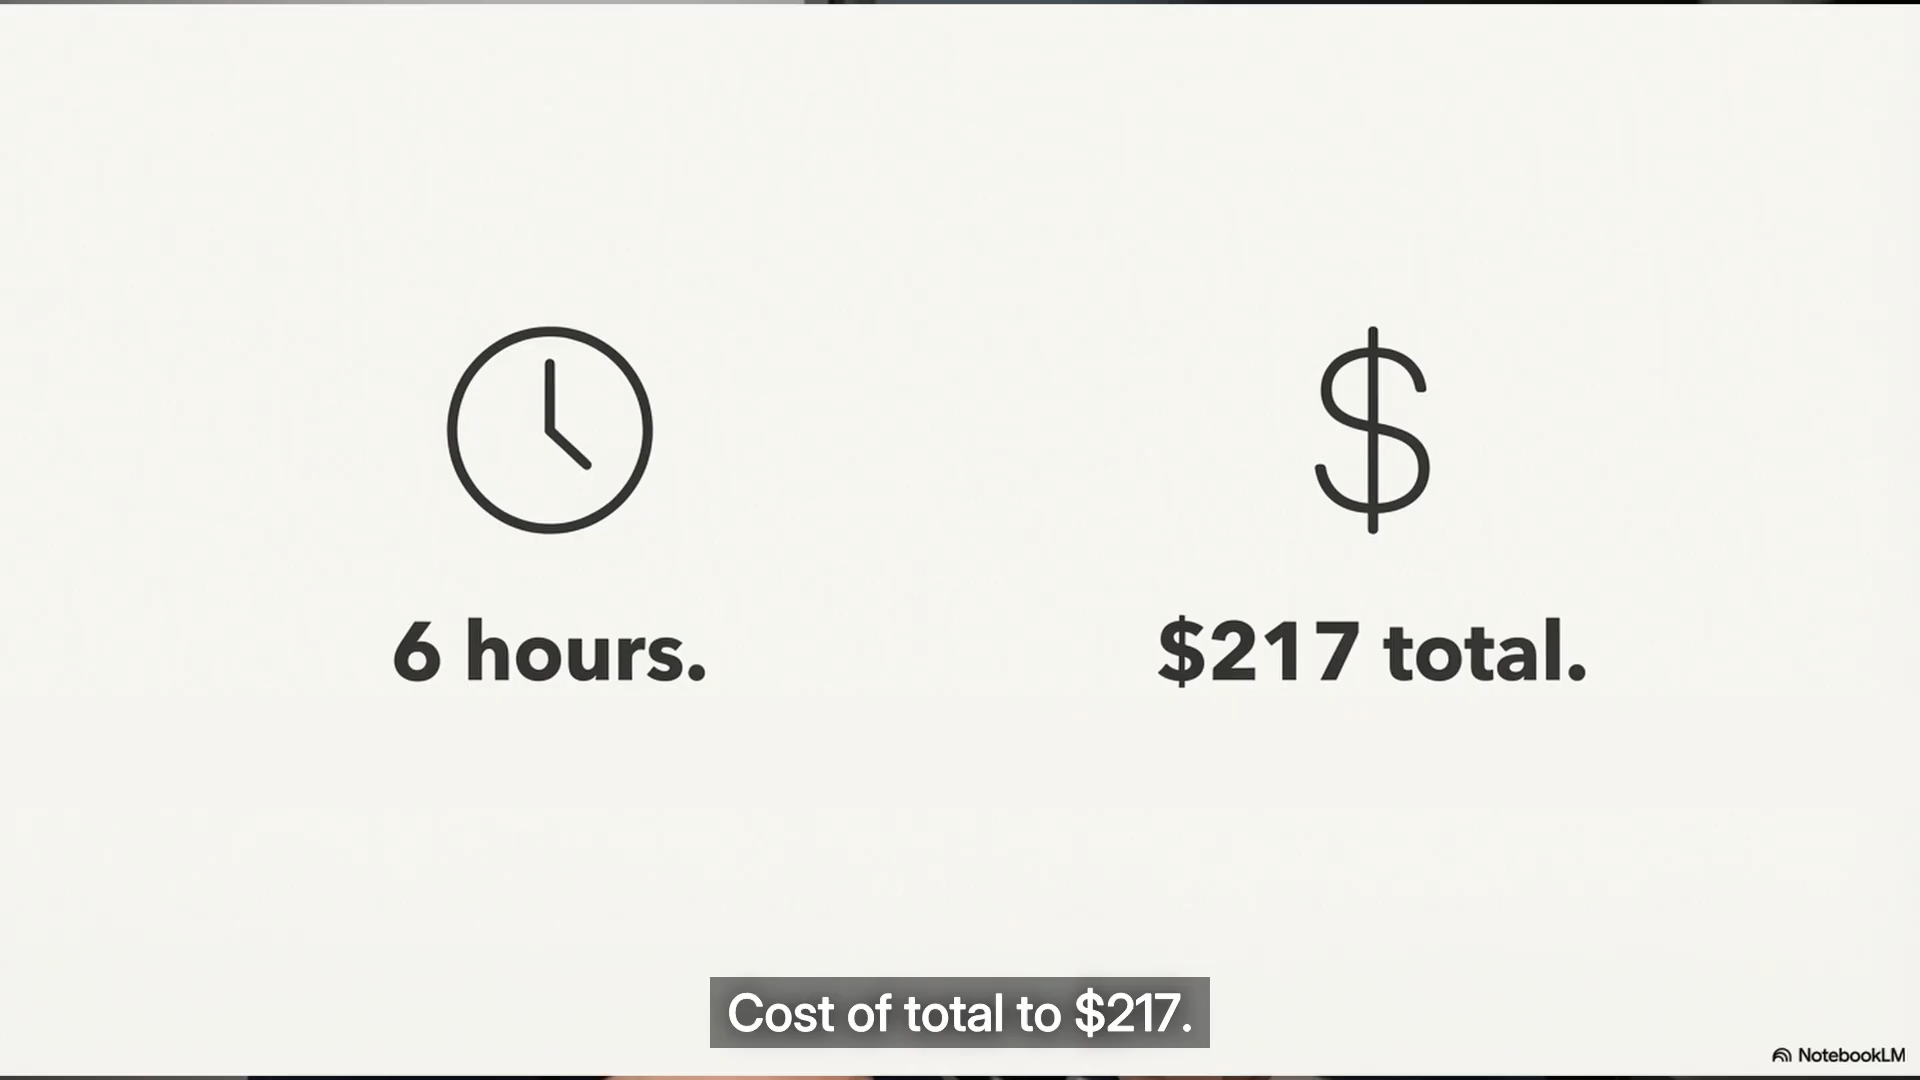 6 hours.
$217 total.
Cost of total to $217.
NotebookLM